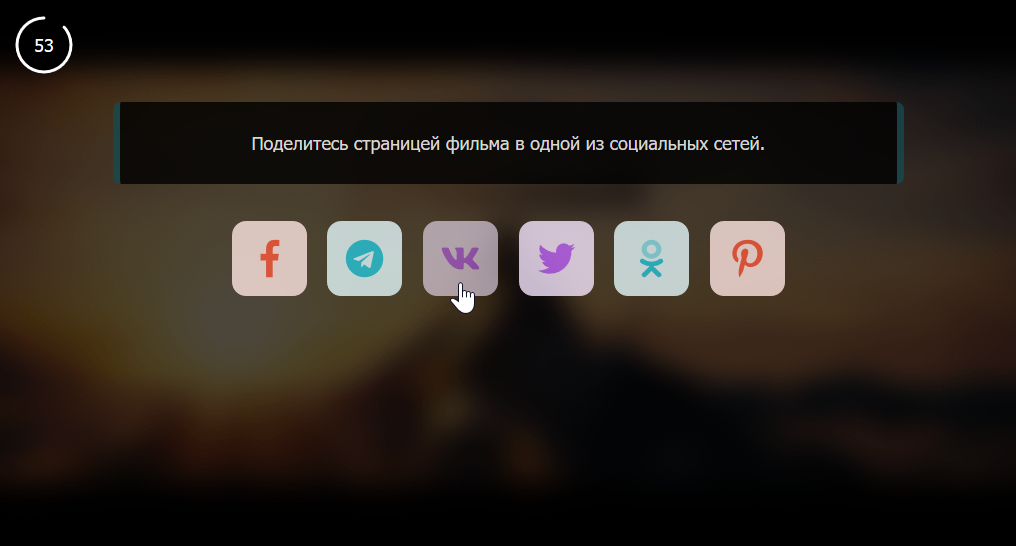 53
Поделитесь страницей фильма в одной из социальных сетей.